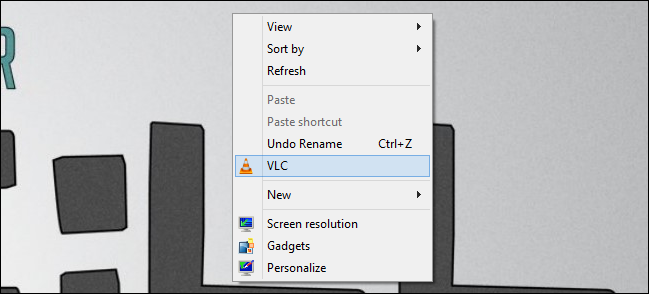 R
View
Sort by
Refresh
Paste
Paste shortcut
Undo Rename Ctrl+Z
VLC
New
Screen resolution
Gadgets
Personalize